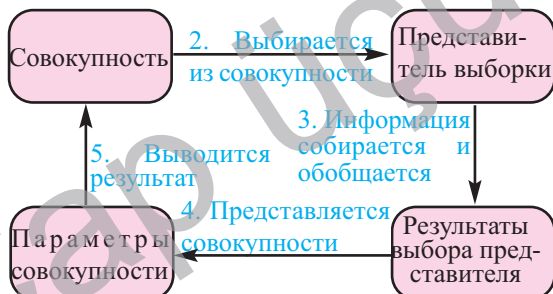 Совокупность
2. Выбирается
из совокупности
Представи-
тель выборки
3. Информация
собирается и
обобщается
5. Выводится
результат
4. Представляется
совокупности
Параметры
совокупности
Результаты
выбора пред-
ставителя